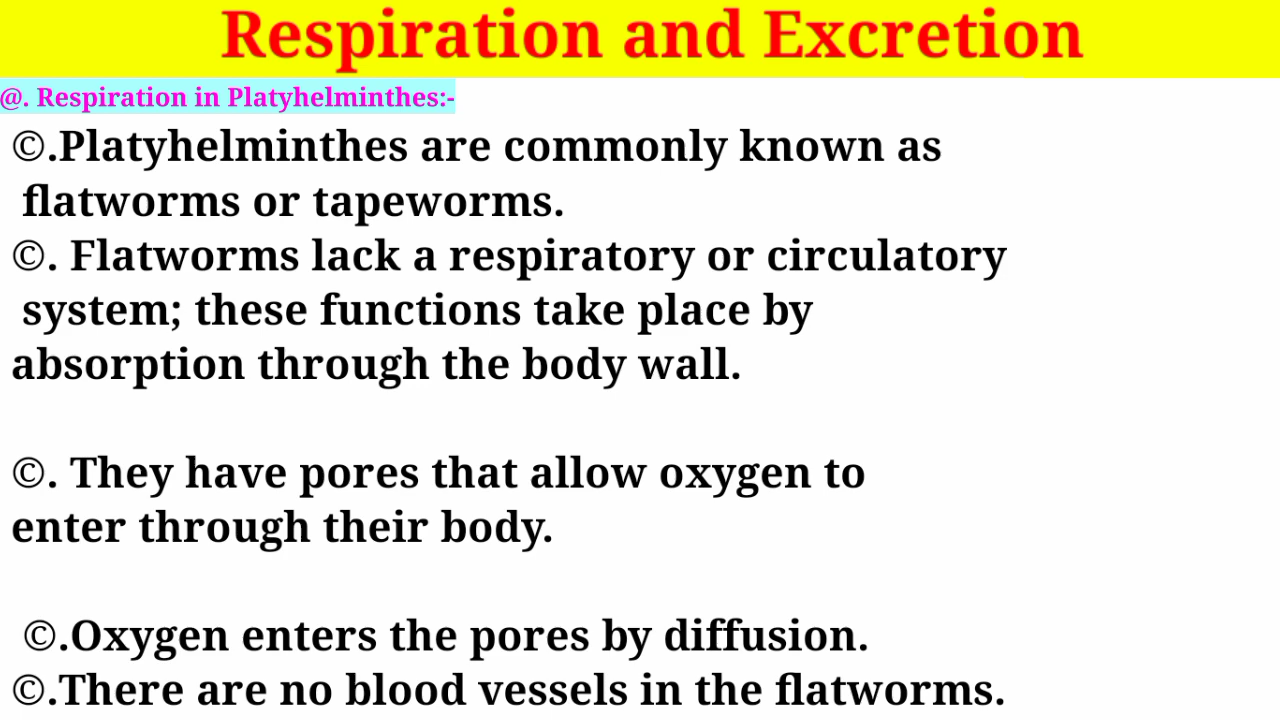 Respiration and Excretion
@. Respiration in Platyhelminthes:-
©.Platyhelminthes are commonly known as
flatworms or tapeworms.
©. Flatworms lack a respiratory or circulatory
system; these functions take place by
absorption through the body wall.
©. They have pores that allow oxygen to
enter through their body.
©.Oxygen enters the pores by diffusion.
©.There are no blood vessels in the flatworms.